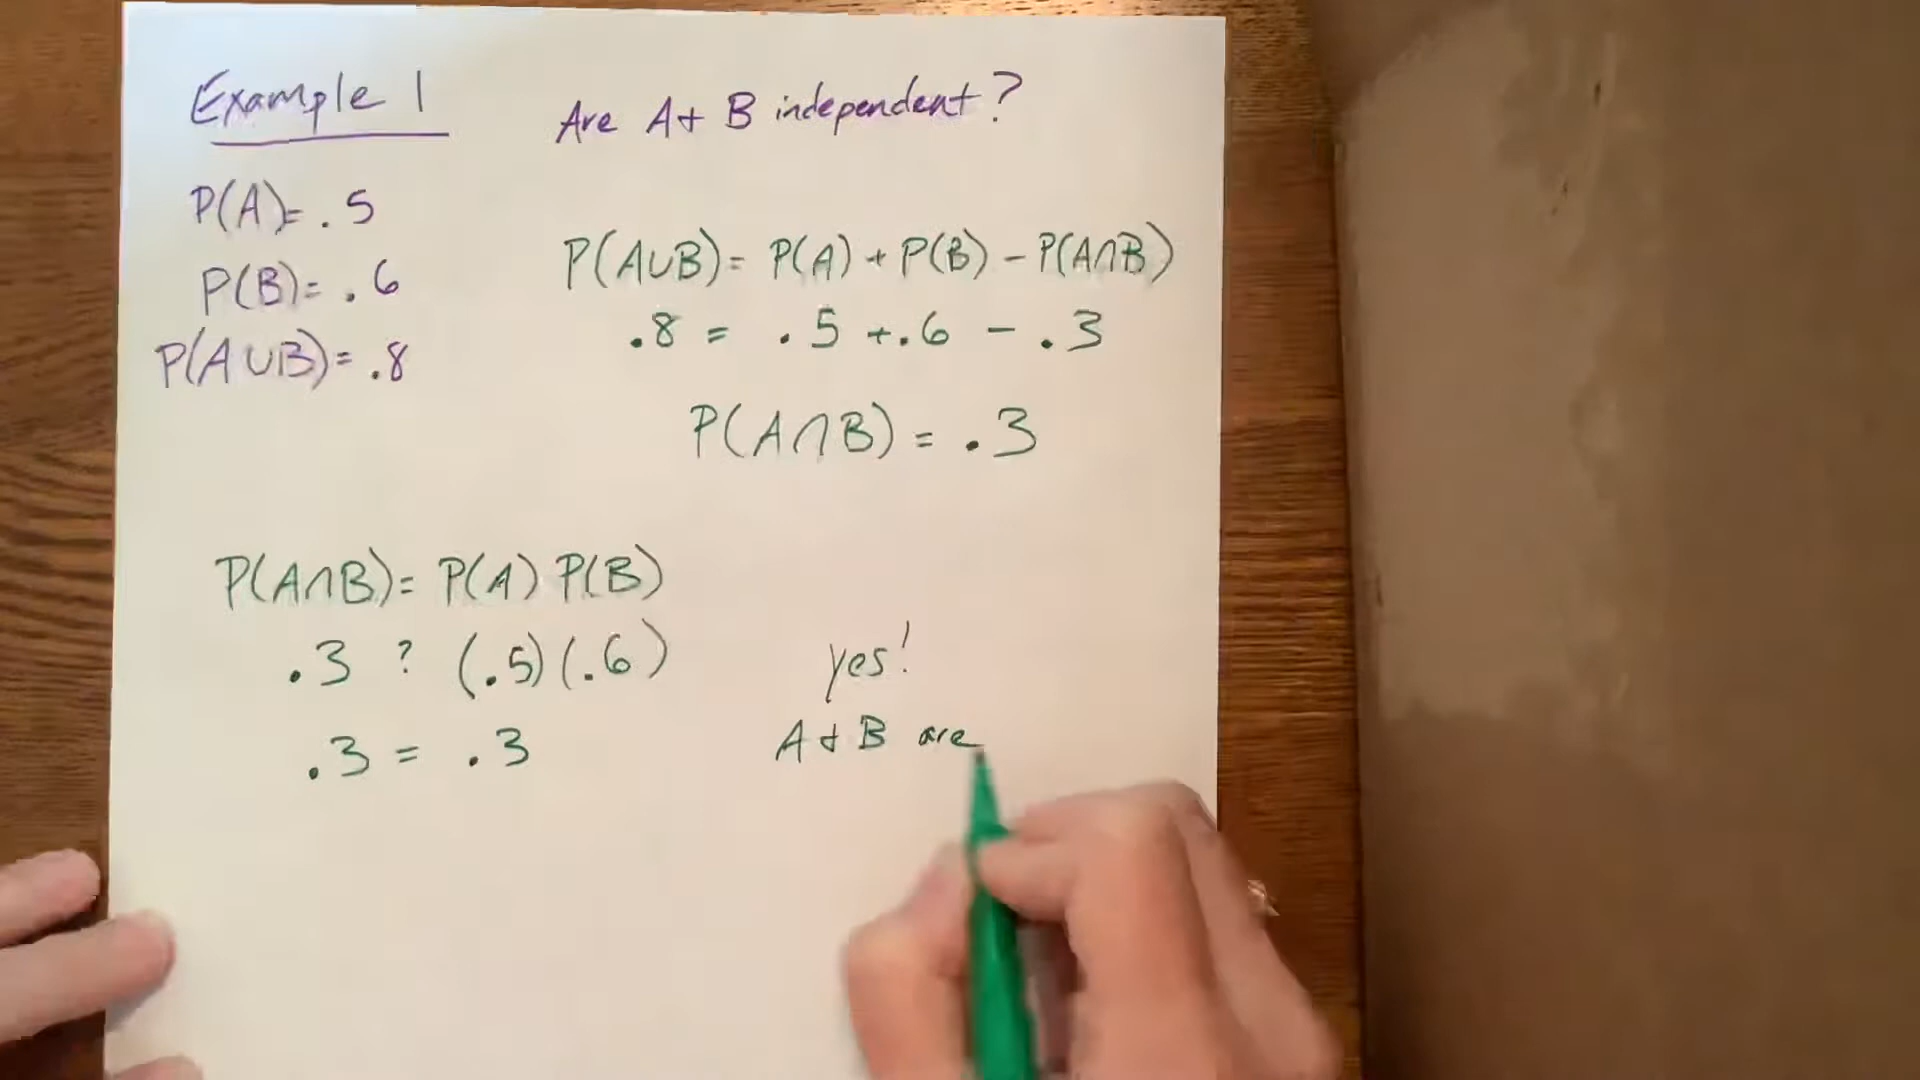 Example 1
Are A + B independent?
P(A)= .5
P(B)= .6
P(A∪B)= .8
P(A∪B)= P(A) + P(B) - P(A∩B)
.8 = .5 +.6 - .3
P(A∩B) = .3
P(A∩B)= P(A) P(B)
.3 ? (.5)(.6)
.3 = .3
yes!
A + B are